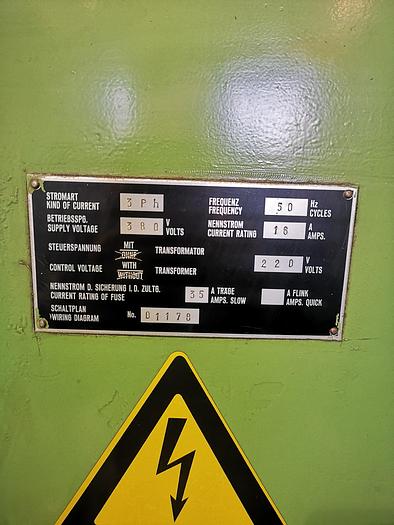 STROMART 3Ph FREQUENZ 50 Hz
KIND OF CURRENT FREQUENCY CYCLES
BETRIEBSSPG. 380 V NENNSTROM 16 A
SUPPLY VOLTAGE VOLTS CURRENT RATING AMPS.
STEUERSPANNUNG MIT TRANSFORMATOR
OHNE
CONTROL VOLTAGE WITH TRANSFORMER 220 V
WITHOUT VOLTS
NENNSTROM D. SICHERUNG I. D. ZULTG. 35 A TRÄGE A FLINK
CURRENT RATING OF FUSE AMPS. SLOW AMPS. QUICK
SCHALTPLAN No. 01178
WIRING DIAGRAM